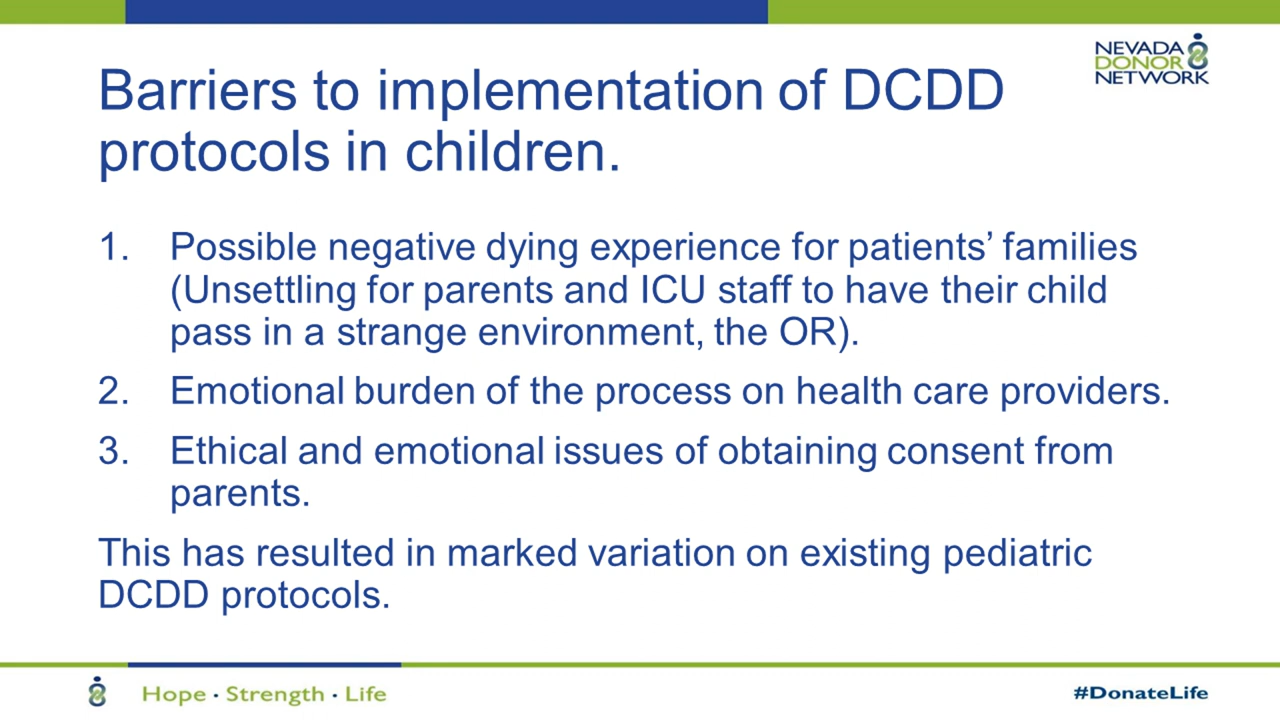 NEVADA
DONOR
NETWORK
Barriers to implementation of DCDD
protocols in children.
1. Possible negative dying experience for patients’ families
(Unsettling for parents and ICU staff to have their child
pass in a strange environment, the OR).
2. Emotional burden of the process on health care providers.
3. Ethical and emotional issues of obtaining consent from
parents.
This has resulted in marked variation on existing pediatric
DCDD protocols.
Hope · Strength · Life
#DonateLife